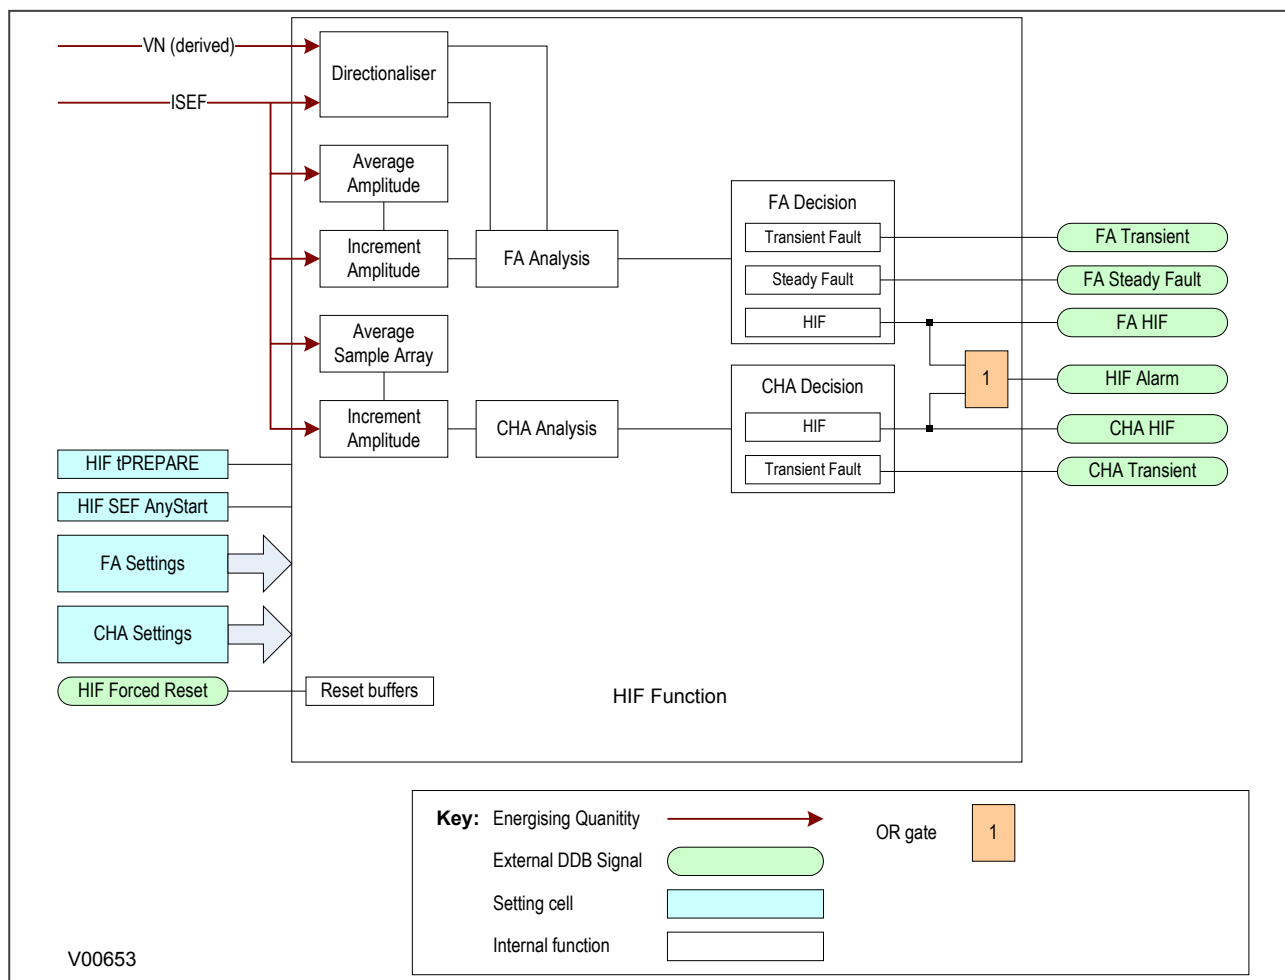 VN (derived)
ISEF
Directionaliser
Average
Amplitude
Increment
Amplitude
FA Analysis
Average
Sample Array
Increment
Amplitude
CHA Analysis
FA Decision
Transient Fault
Steady Fault
HIF
CHA Decision
HIF
Transient Fault
1
FA Transient
FA Steady Fault
FA HIF
HIF Alarm
CHA HIF
CHA Transient
HIF tPREPARE
HIF SEF AnyStart
FA Settings
CHA Settings
HIF Forced Reset
Reset buffers
HIF Function
Key: Energising Quanitity
OR gate
1
External DDB Signal
Setting cell
Internal function
V00653